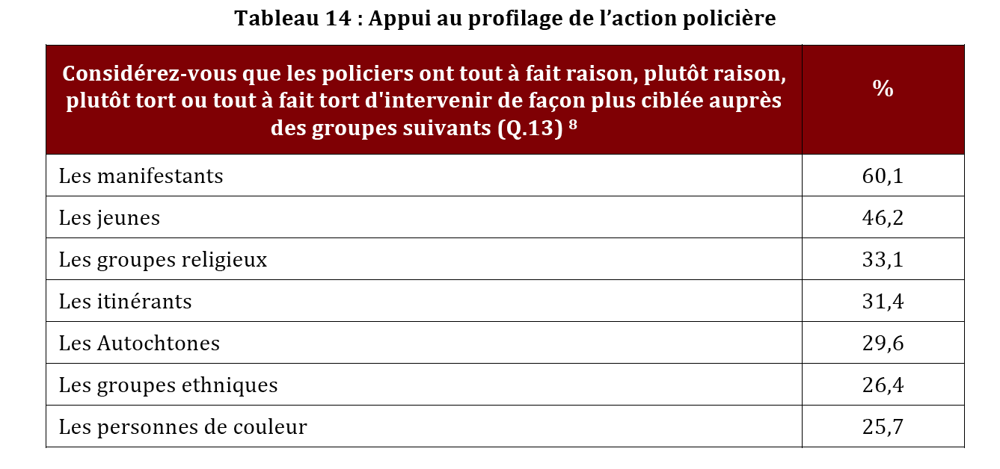 Tableau 14 : Appui au profilage de l’action policière
Considérez-vous que les policiers ont tout à fait raison, plutôt raison,
plutôt tort ou tout à fait tort d'intervenir de façon plus ciblée auprès
des groupes suivants (Q.13) ⁸
%
Les manifestants 60,1
Les jeunes 46,2
Les groupes religieux 33,1
Les itinérants 31,4
Les Autochtones 29,6
Les groupes ethniques 26,4
Les personnes de couleur 25,7